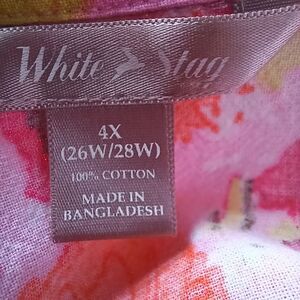 White Stag
4X
(26W/28W)
100% COTTON
MADE IN
BANGLADESH